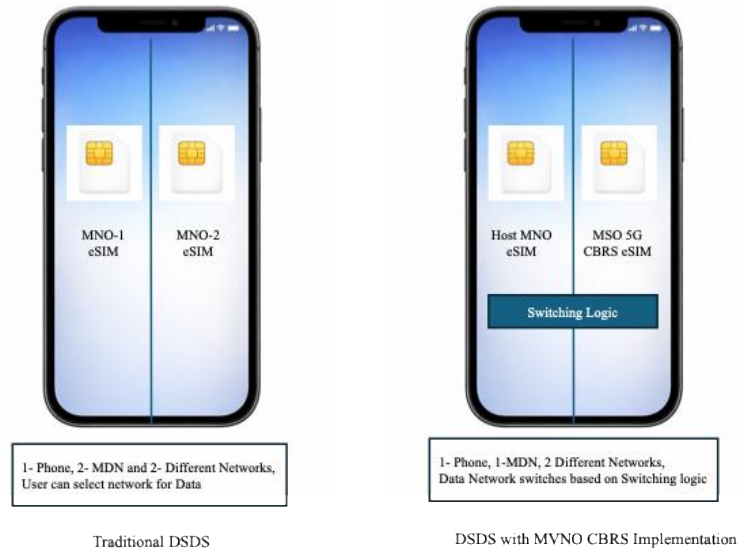 MNO-1
eSIM
MNO-2
eSIM
1- Phone, 2- MDN and 2- Different Networks,
User can select network for Data
Traditional DSDS
Host MNO
eSIM
MSO 5G
CBRS eSIM
Switching Logic
1- Phone, 1-MDN, 2 Different Networks,
Data Network switches based on Switching logic
DSDS with MVNO CBRS Implementation